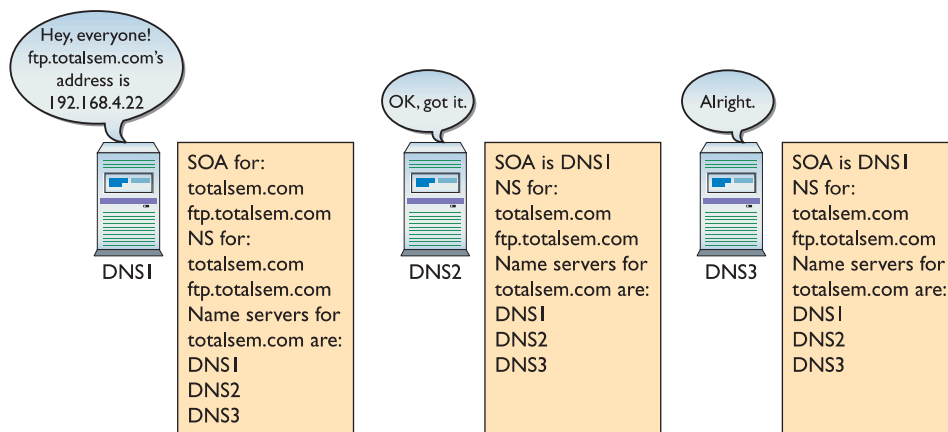 Hey, everyone!
ftp.totalsem.com's
address is
192.168.4.22
OK, got it.
Alright.
DNS1
SOA for:
totalsem.com
ftp.totalsem.com
NS for:
totalsem.com
ftp.totalsem.com
Name servers for
totalsem.com are:
DNS1
DNS2
DNS3
DNS2
SOA is DNS1
NS for:
totalsem.com
ftp.totalsem.com
Name servers for
totalsem.com are:
DNS1
DNS2
DNS3
DNS3
SOA is DNS1
NS for:
totalsem.com
ftp.totalsem.com
Name servers for
totalsem.com are:
DNS1
DNS2
DNS3